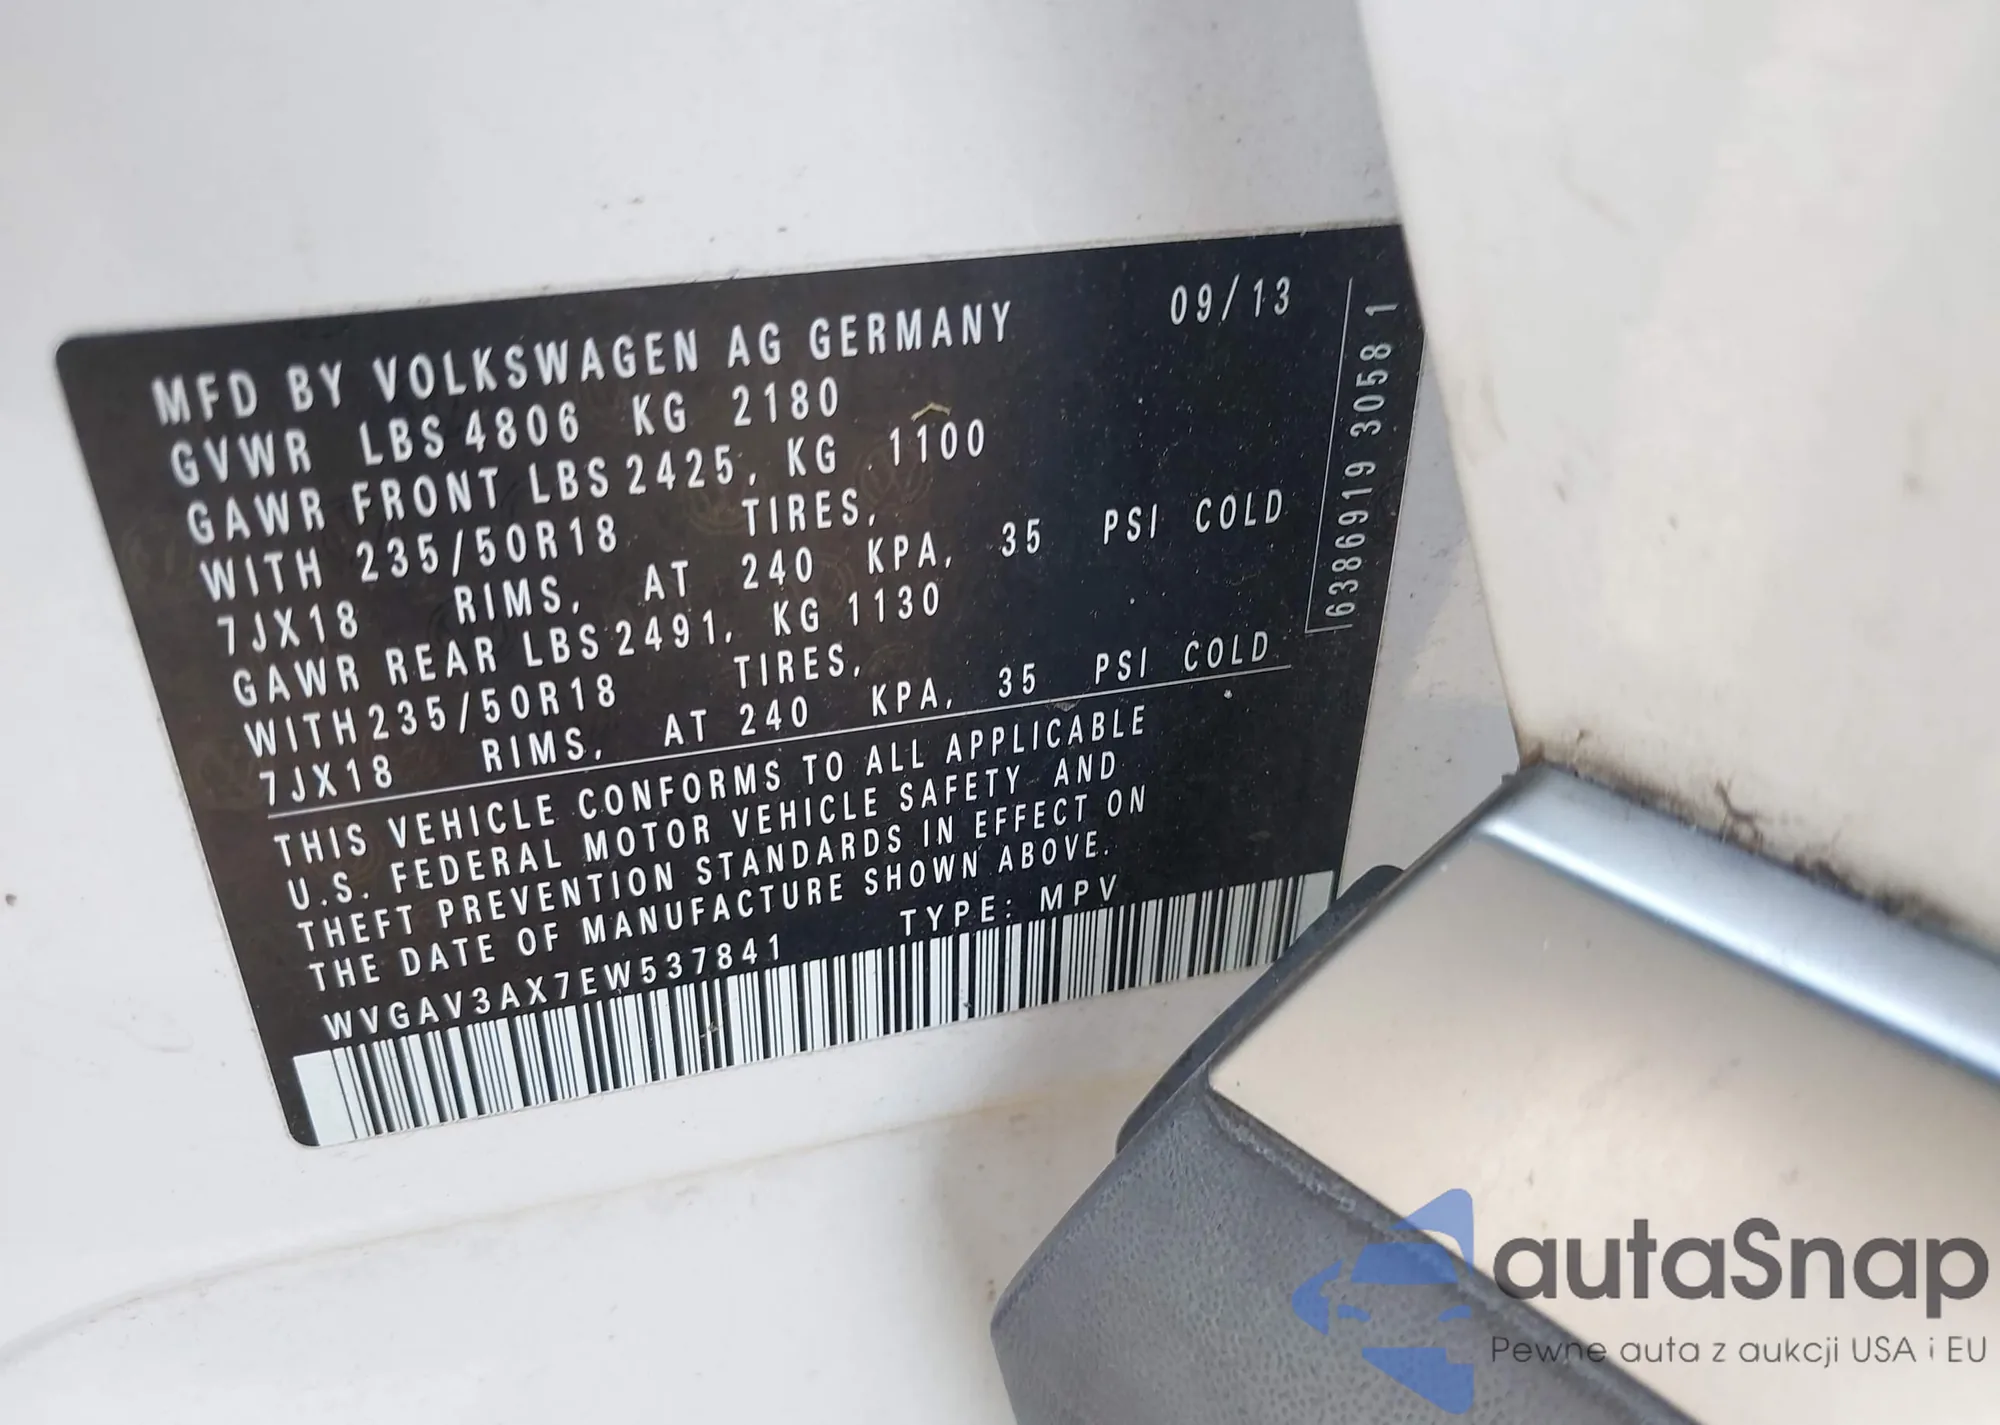 MFD BY VOLKSWAGEN AG GERMANY 09/13
GVWR LBS 4806 KG 2180
GAWR FRONT LBS 2425, KG 1100
WITH 235/50R18 TIRES,
7JX18 RIMS, AT 240 KPA, 35 PSI COLD
GAWR REAR LBS 2491, KG 1130
WITH 235/50R18 TIRES,
7JX18 RIMS, AT 240 KPA, 35 PSI COLD
THIS VEHICLE CONFORMS TO ALL APPLICABLE
U.S. FEDERAL MOTOR VEHICLE SAFETY AND
THEFT PREVENTION STANDARDS IN EFFECT ON
THE DATE OF MANUFACTURE SHOWN ABOVE.
WVGAV3AX7EW537841 TYPE: MPV
6386919 3058 1
autaSnap
Pewne auta z aukcji USA i EU